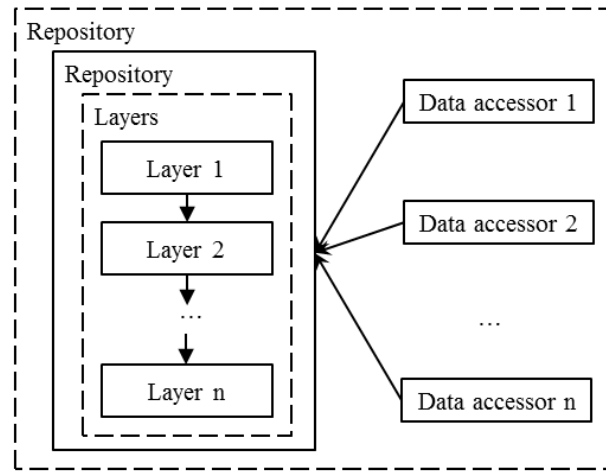 Repository
Repository
Layers
Layer 1
Layer 2
...
Layer n
Data accessor 1
Data accessor 2
...
Data accessor n